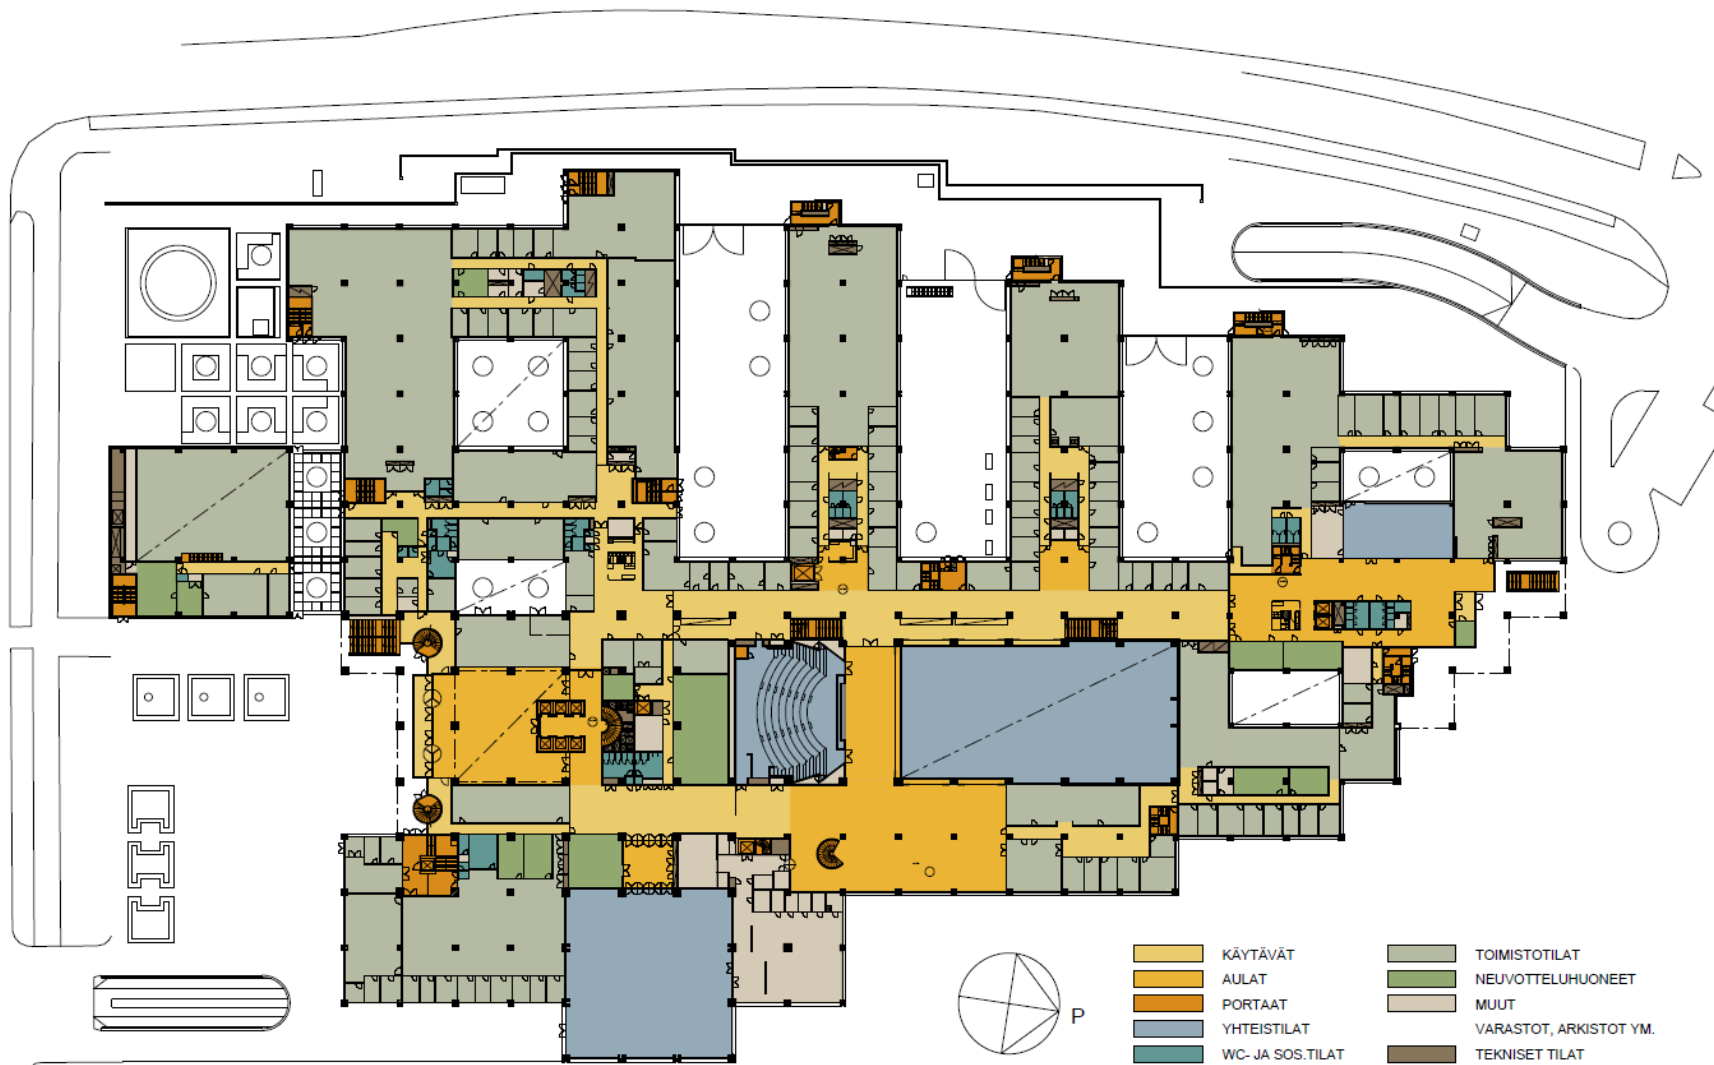 KÄYTÄVÄT
AULAT
PORTAAT
YHTEISTILAT
WC- JA SOS.TILAT
TOIMISTOTILAT
NEUVOTTELUHUONEET
MUUT
VARASTOT, ARKISTOT YM.
TEKNISET TILAT
P